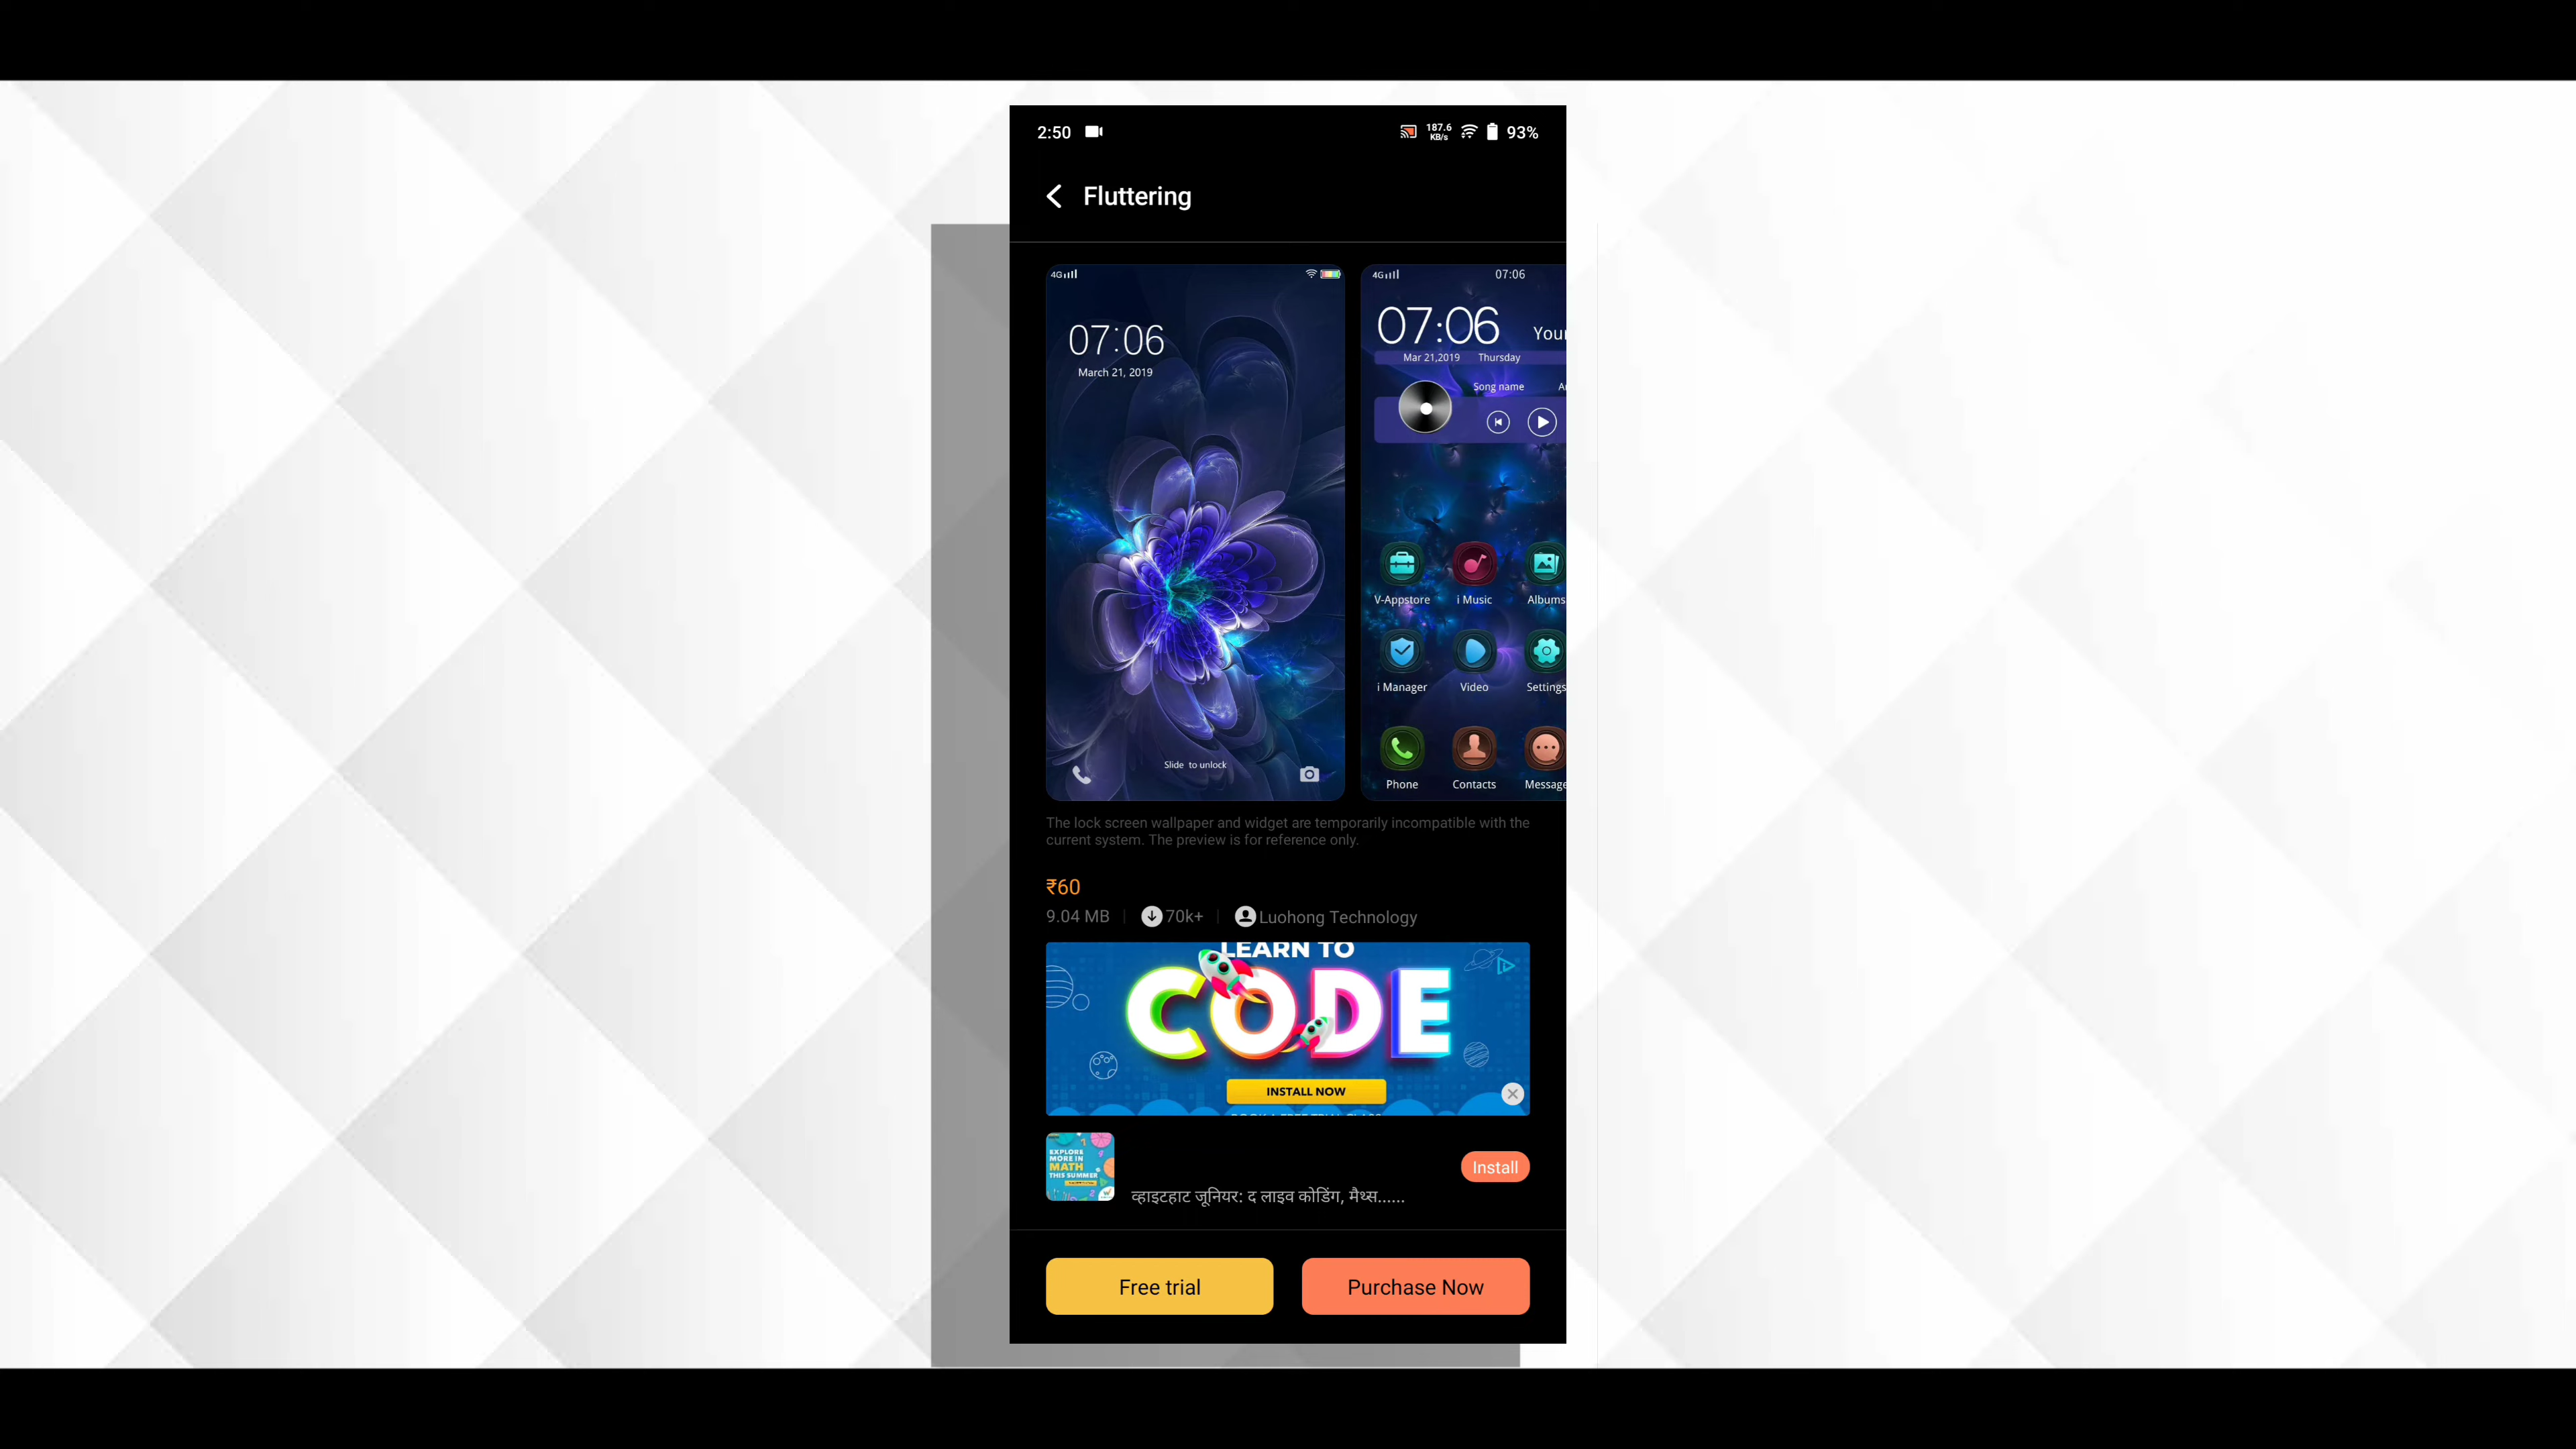 2:50
187.6
KB/s
93%
Fluttering
4G
07:06
March 21, 2019
Slide to unlock
4G
07:06
07:06
Your
Mar 21,2019 Thursday
Song name
V-Appstore i Music Albums
i Manager Video Settings
Phone Contacts Message
The lock screen wallpaper and widget are temporarily incompatible with the
current system. The preview is for reference only.
₹60
9.04 MB 70k+ Luohong Technology
LEARN TO
CODE
INSTALL NOW
EXPLORE
MORE IN
MATH
THIS SUMMER
व्हाइटहाट जूनियर: द लाइव कोडिंग, मैथ्स......
Install
Free trial Purchase Now